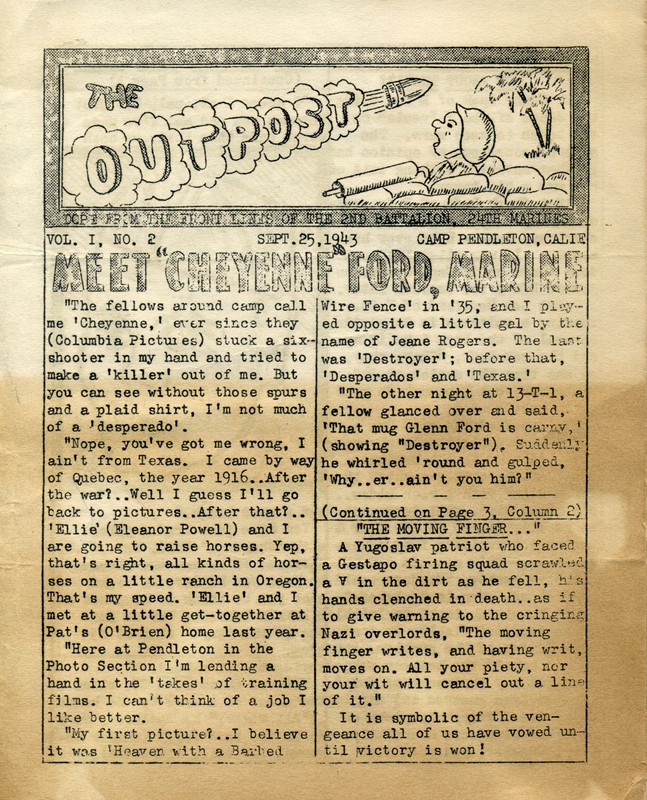 THE
OUTPOST
DOPE FROM THE FRONT LINES OF THE 2ND BATTALION, 24TH MARINES
VOL. I, NO. 2 SEPT.25,1943 CAMP PENDLETON,CALIF
MEET "CHEYENNE" FORD, MARINE
"The fellows around camp call
me 'Cheyenne,' ever since they
(Columbia Pictures) stuck a six-
shooter in my hand and tried to
make a 'killer' out of me. But
you can see without those spurs
and a plaid shirt, I'm not much
of a 'desperado'.
"Nope, you've got me wrong, I
ain't from Texas. I came by way
of Quebec, the year 1916..After
the war?..Well I guess I'll go
back to pictures..After that?..
'Ellie' (Eleanor Powell) and I
are going to raise horses. Yep,
that's right, all kinds of hor-
ses on a little ranch in Oregon.
That's my speed. 'Ellie' and I
met at a little get-together at
Pat's (O'Brien) home last year.
"Here at Pendleton in the
Photo Section I'm lending a
hand in the 'takes' of training
films. I can't think of a job I
like better.
"My first picture?..I believe
it was 'Heaven with a Barbed
Wire Fence' in '35, and I play-
ed opposite a little gal by the
name of Jeane Rogers. The last
was 'Destroyer'; before that,
'Desperados' and 'Texas.'
"The other night at 13-T-1, a
fellow glanced over and said,
'That mug Glenn Ford is corny,'
(showing "Destroyer"). Suddenly
he whirled 'round and gulped,
'Why..er..ain't you him?"
(Continued on Page 3, Column 2)
"THE MOVING FINGER..."
A Yugoslav patriot who faced
a Gestapo firing squad scrawled
a V in the dirt as he fell, his
hands clenched in death..as if
to give warning to the cringing
Nazi overlords, "The moving
finger writes, and having writ,
moves on. All your piety, nor
your wit will cancel out a line
of it."
It is symbolic of the ven-
geance all of us have vowed un-
til victory is won!